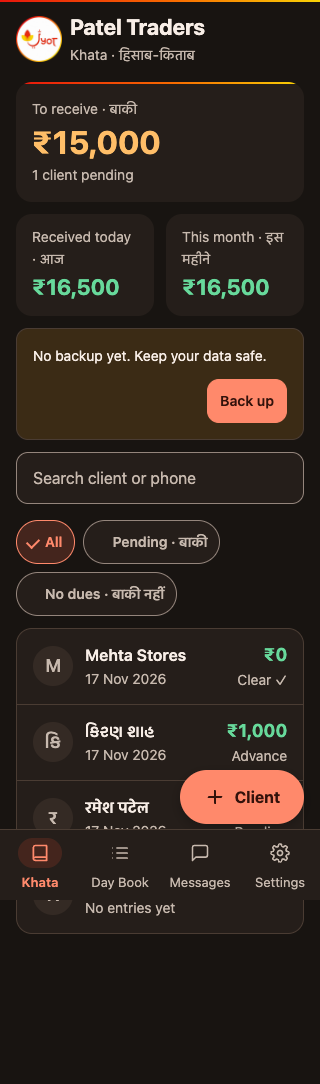 Jyot
Patel Traders
Khata · हिसाब-किताब
To receive · बाकी
₹15,000
1 client pending
Received today · आज
₹16,500
This month · इस महीने
₹16,500
No backup yet. Keep your data safe.
Back up
Search client or phone
All
Pending · बाकी
No dues · बाकी नहीं
M
Mehta Stores
₹0
17 Nov 2026
Clear ✓
કિ
કિરણ શાહ
₹1,000
17 Nov 2026
Advance
र
रमेश पटेल
+ Client
Khata
Day Book
Messages
Settings
No entries yet